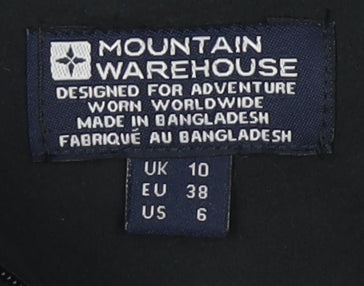 MOUNTAIN
WAREHOUSE
DESIGNED FOR ADVENTURE
WORN WORLDWIDE
MADE IN BANGLADESH
FABRIQUÉ AU BANGLADESH
UK 10
EU 38
US 6